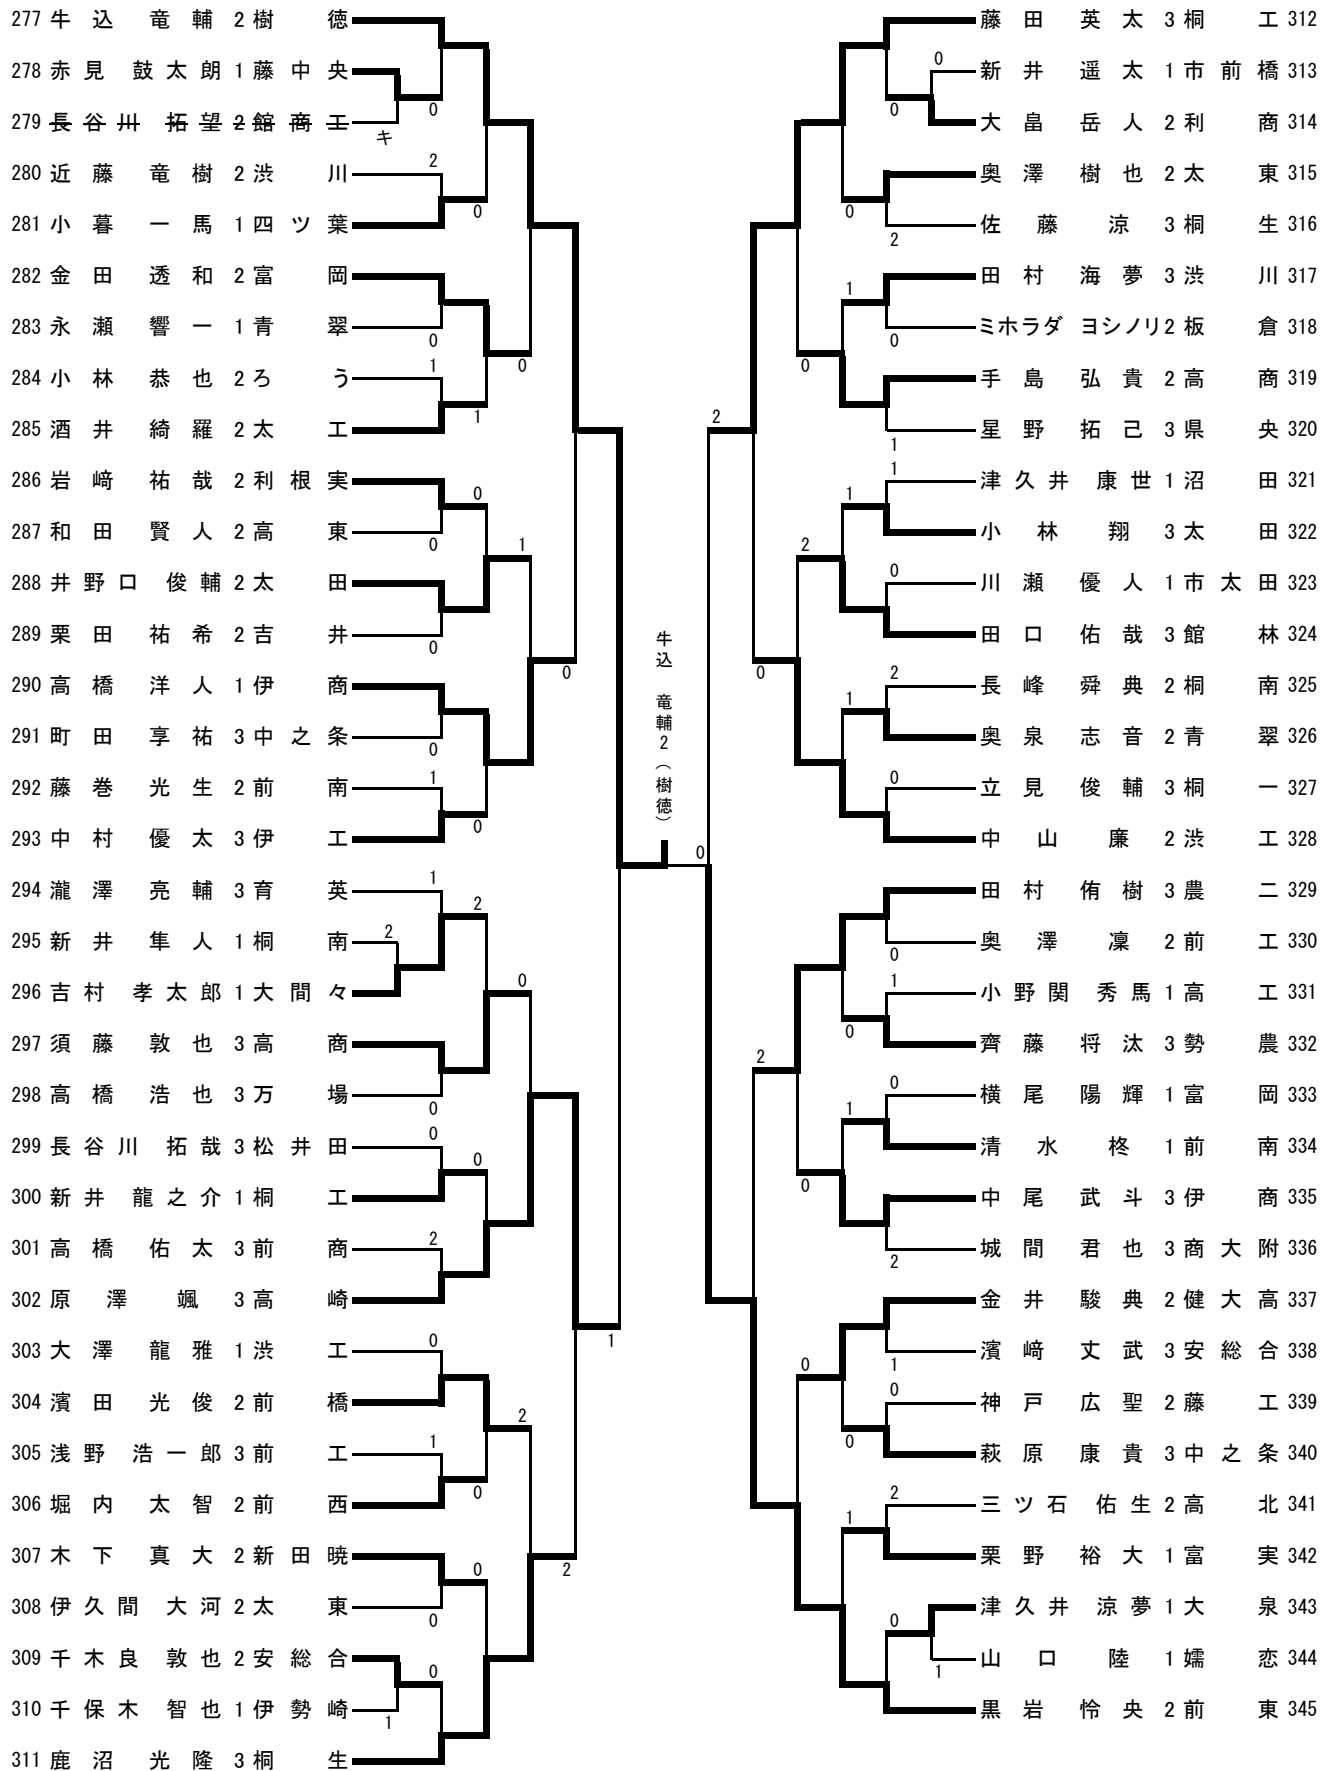 277 牛込 竜輔 2 樹徳
278 赤見 鼓太朗 1 藤中央
279 長谷川 拓望 2 館商工
キ
280 近藤 竜樹 2 渋川
281 小暮 一馬 1 四ツ葉
282 金田 透和 2 富岡
283 永瀬 響一 1 青翠
284 小林 恭也 2 ろう
285 酒井 綺羅 2 太工
286 岩﨑 祐哉 2 利根実
287 和田 賢人 2 高東
288 井野口 俊輔 2 太田
289 栗田 祐希 2 吉井
290 高橋 洋人 1 伊商
291 町田 享祐 3 中之条
292 藤巻 光生 2 前南
293 中村 優太 3 伊工
294 瀧澤 亮輔 3 育英
295 新井 隼人 1 桐南
296 吉村 孝太郎 1 大間々
297 須藤 敦也 3 高商
298 高橋 浩也 3 万場
299 長谷川 拓哉 3 松井田
300 新井 龍之介 1 桐工
301 高橋 佑太 3 前商
302 原澤 颯 3 高崎
303 大澤 龍雅 1 渋工
304 濱田 光俊 2 前橋
305 浅野 浩一郎 3 前工
306 堀内 太智 2 前西
307 木下 真大 2 新田暁
308 伊久間 大河 2 太東
309 千木良 敦也 2 安総合
310 千保木 智也 1 伊勢崎
311 鹿沼 光隆 3 桐生
牛込 竜輔2(樹徳)
藤田 英太 3 桐工 312
新井 遥太 1 市前橋 313
大畠 岳人 2 利商 314
奥澤 樹也 2 太東 315
佐藤 涼 3 桐生 316
田村 海夢 3 渋川 317
ミホラダ ヨシノリ 2 板倉 318
手島 弘貴 2 高商 319
星野 拓己 3 県央 320
津久井 康世 1 沼田 321
小林 翔 3 太田 322
川瀬 優人 1 市太田 323
田口 佑哉 3 館林 324
長峰 舜典 2 桐南 325
奥泉 志音 2 青翠 326
立見 俊輔 3 桐一 327
中山 廉 2 渋工 328
田村 侑樹 3 農二 329
奥澤 凜 2 前工 330
小野関 秀馬 1 高工 331
齊藤 将汰 3 勢農 332
横尾 陽輝 1 富岡 333
清水 柊 1 前南 334
中尾 武斗 3 伊商 335
城間 君也 3 商大附 336
金井 駿典 2 健大高 337
濱﨑 丈武 3 安総合 338
神戸 広聖 2 藤工 339
萩原 康貴 3 中之条 340
三ツ石 佑生 2 高北 341
栗野 裕大 1 富実 342
津久井 涼夢 1 大泉 343
山口 陸 1 嬬恋 344
黒岩 怜央 2 前東 345